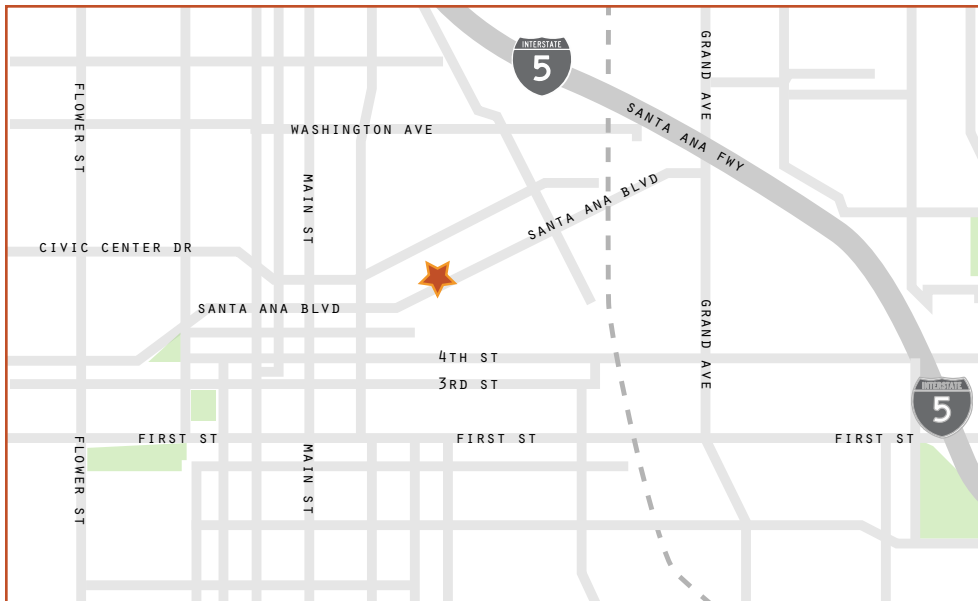 INTERSTATE
5
GRAND AVE
FLOWER ST
SANTA ANA FWY
WASHINGTON AVE
MAIN ST
SANTA ANA BLVD
CIVIC CENTER DR
SANTA ANA BLVD
GRAND AVE
4TH ST
3RD ST
INTERSTATE
5
FLOWER ST
FIRST ST
MAIN ST
FIRST ST
FIRST ST